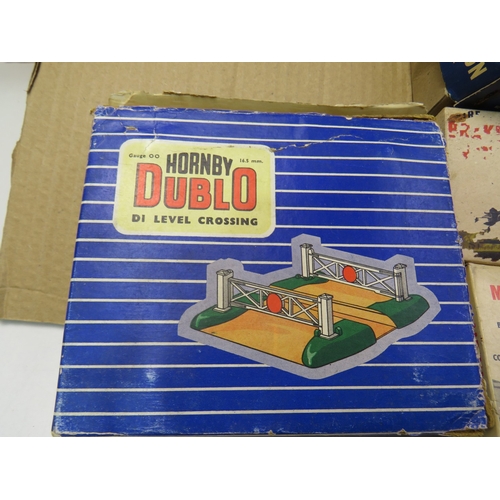 Gauge OO 16.5 mm.
HORNBY
DUBLO
D1 LEVEL CROSSING